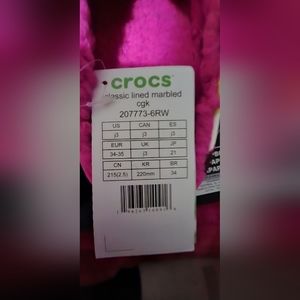 crocs
classic lined marbled
cgk
207773-6RW
US CAN ES
j3 j3 j3
EUR UK JP
34-35 j3 21
CN KR BR
215(2.5) 220mm 34